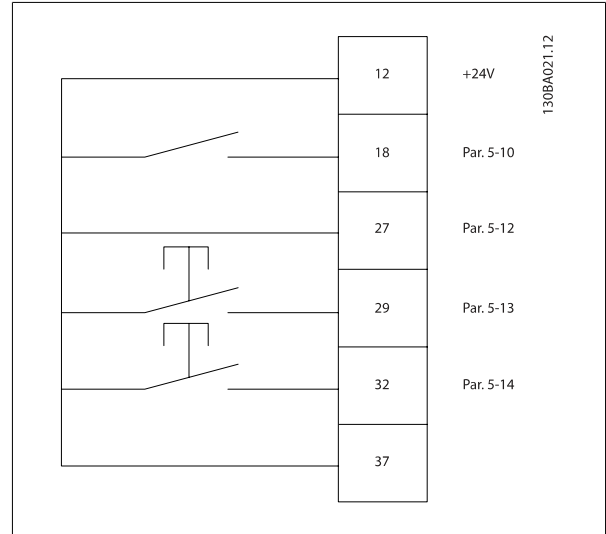 12 +24V
18 Par. 5-10
27 Par. 5-12
29 Par. 5-13
32 Par. 5-14
37
130BA021.12